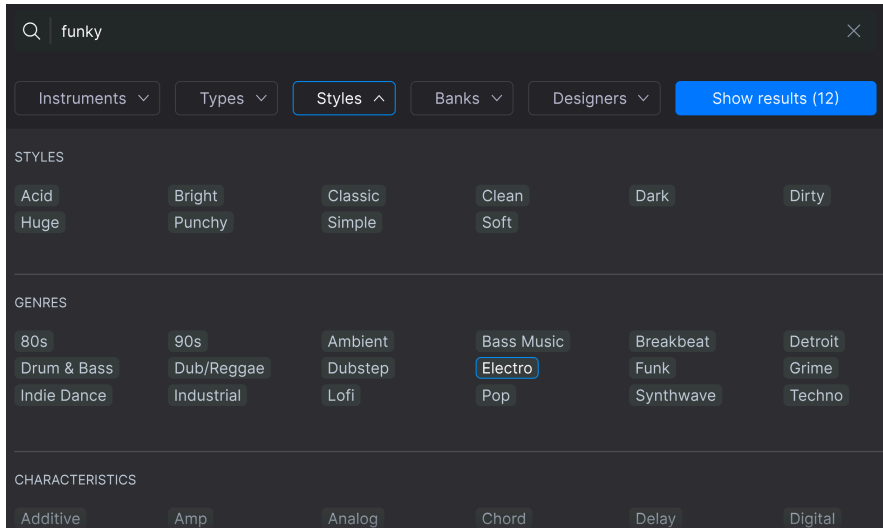 funky
Instruments Types Styles Banks Designers Show results (12)
STYLES
Acid Bright Classic Clean Dark Dirty
Huge Punchy Simple Soft
GENRES
80s 90s Ambient Bass Music Breakbeat Detroit
Drum & Bass Dub/Reggae Dubstep Electro Funk Grime
Indie Dance Industrial Lofi Pop Synthwave Techno
CHARACTERISTICS
Additive Amp Analog Chord Delay Digital